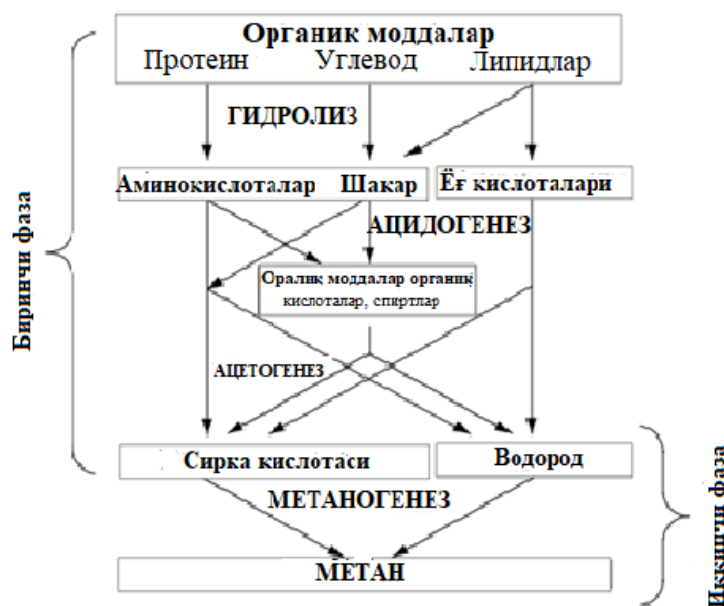 Органик моддалар
Протеин Углевод Липидлар
ГИДРОЛИЗ
Аминокислоталар Шакар Ёғ кислоталари
АЦИДОГЕНЕЗ
Оралиқ моддалар органик
кислоталар, спиртлар
АЦЕТОГЕНЕЗ
Сирка кислотаси Водород
МЕТАНОГЕНЕЗ
МЕТАН
Биринчи фаза
Иккинчи фаза